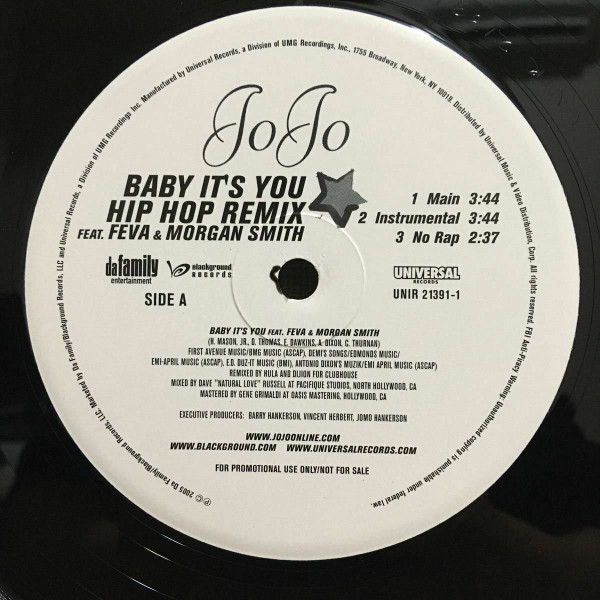 Manufactured by Universal Records, a Division of UMG Recordings, Inc., 1755 Broadway, New York, NY 10019. Distributed by Universal Music & Video Distribution, Corp. All rights reserved. FBI Anti-Piracy Warning: Unauthorized copying is punishable under federal law.
JoJo
BABY IT'S YOU
HIP HOP REMIX
FEAT. FEVA & MORGAN SMITH
1 Main 3:44
2 Instrumental 3:44
3 No Rap 2:37
dafamily
entertainment
Blackground
Records
UNIVERSAL
RECORDS
SIDE A
UNIR 21391-1
BABY IT'S YOU FEAT. FEVA & MORGAN SMITH
(H. MASON, JR., D. THOMAS, E. DAWKINS, A. DIXON, C. THURNAN)
FIRST AVENUE MUSIC/BMG MUSIC (ASCAP), DEMI'S SONGS/EDMONDS MUSIC/
EMI-APRIL MUSIC (ASCAP), E.D. DUZ-IT MUSIC (BMI), ANTONIO DIXON'S MUZIK/EMI APRIL MUSIC (ASCAP)
REMIXED BY HULA AND DIJION FOR CLUBHOUSE
MIXED BY DAVE "NATURAL LOVE" RUSSELL AT PACIFIQUE STUDIOS, NORTH HOLLYWOOD, CA
MASTERED BY GENE GRIMALDI AT OASIS MASTERING, HOLLYWOOD, CA
EXECUTIVE PRODUCERS: BARRY HANKERSON, VINCENT HERBERT, JOMO HANKERSON
WWW.JOJOONLINE.COM
WWW.BLACKGROUND.COM WWW.UNIVERSALRECORDS.COM
FOR PROMOTIONAL USE ONLY/NOT FOR SALE
℗© 2005 Da Family/Blackground Records, LLC and Universal Records, a Division of UMG Recordings Inc. Marketed by Da Family/Blackground Records, LLC.